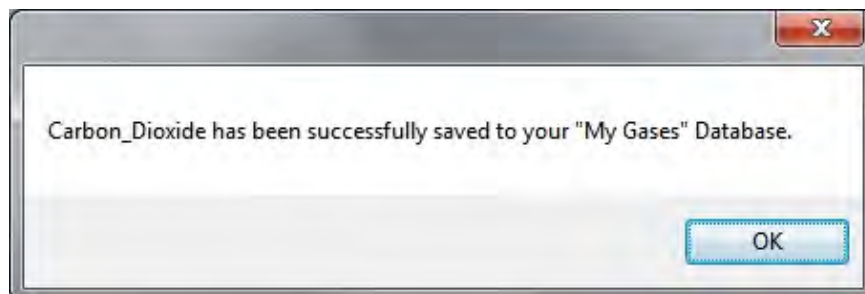 Carbon_Dioxide has been successfully saved to your "My Gases" Database.
OK